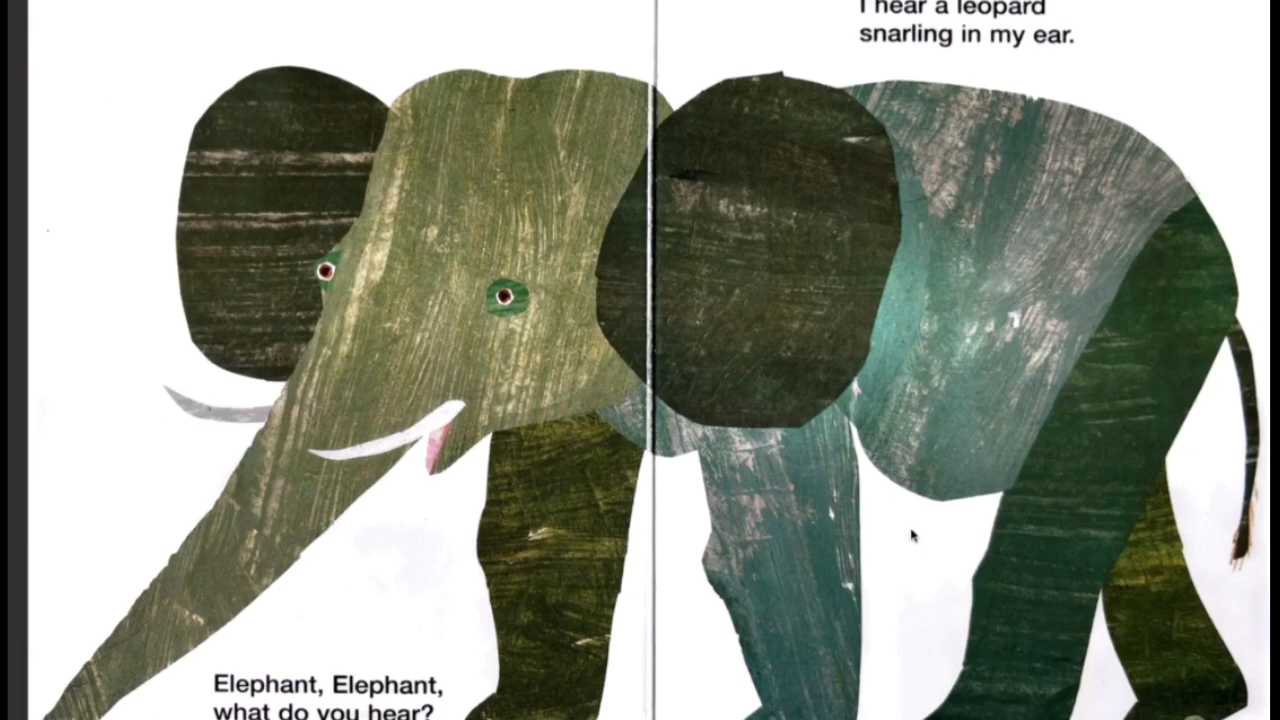 Elephant, Elephant,
what do you hear?
I hear a leopard
snarling in my ear.